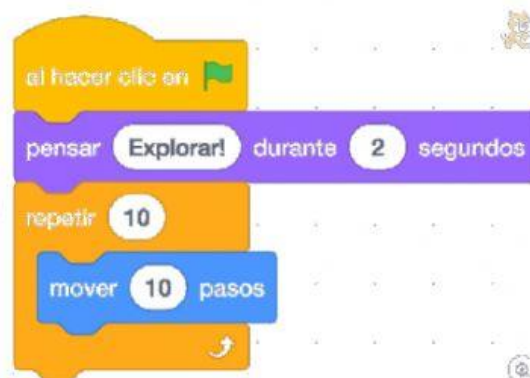 al hacer clic en
pensar Explorar! durante 2 segundos
repetir 10
mover 10 pasos